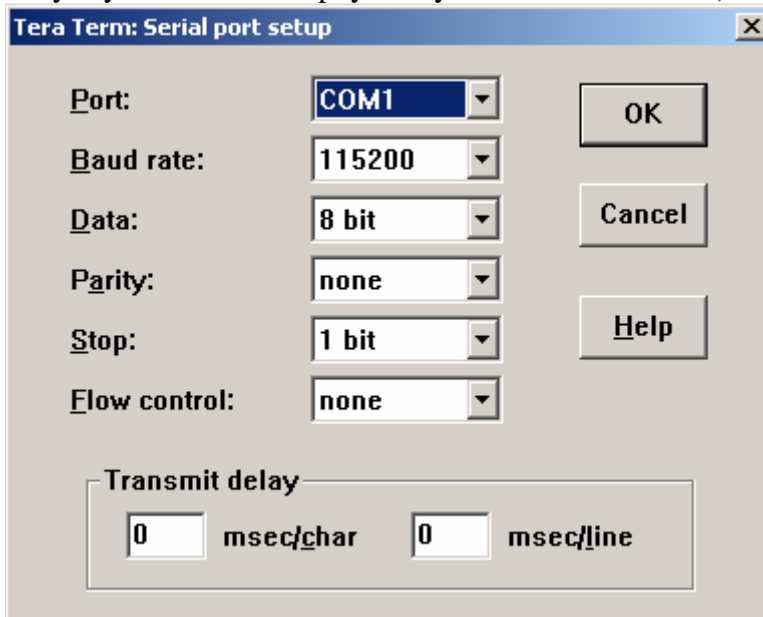 Tera Term: Serial port setup
Port: COM1
OK
Baud rate: 115200
Data: 8 bit
Cancel
Parity: none
Stop: 1 bit
Help
Flow control: none
Transmit delay
0 msec/char 0 msec/line